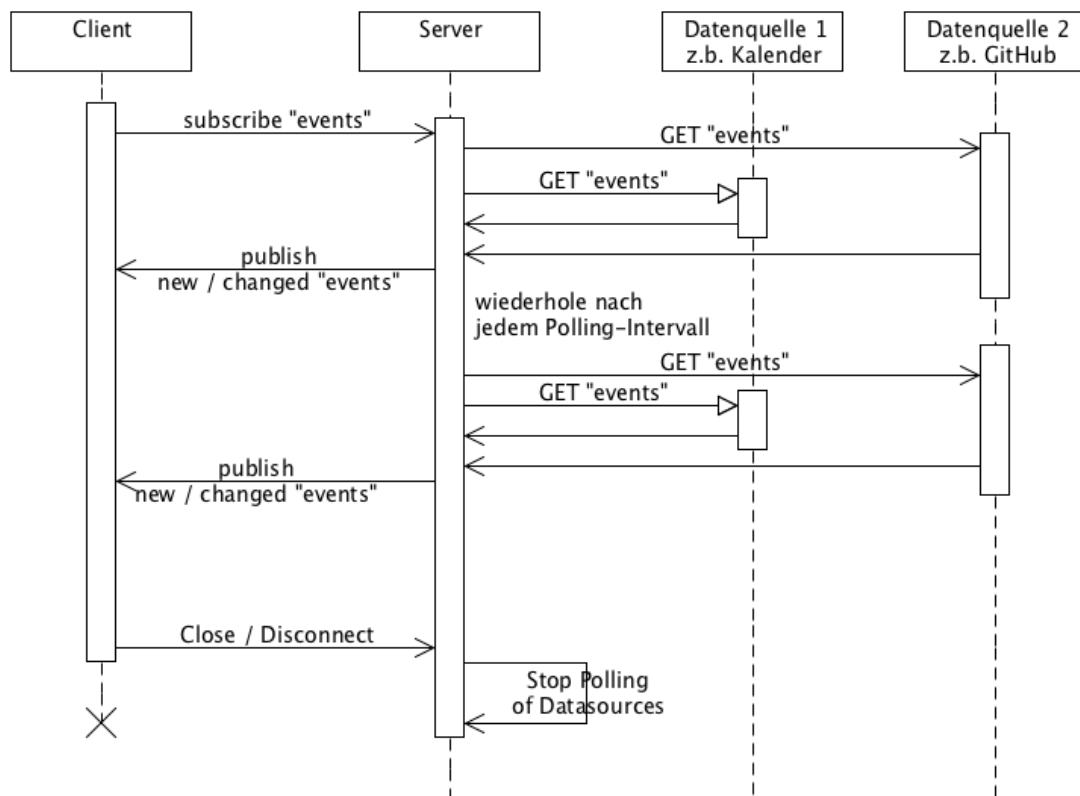 Client
Server
Datenquelle 1
z.b. Kalender
Datenquelle 2
z.b. GitHub
subscribe "events"
GET "events"
GET "events"
publish
new / changed "events"
wiederhole nach
jedem Polling-Intervall
GET "events"
GET "events"
publish
new / changed "events"
Close / Disconnect
Stop Polling
of Datasources